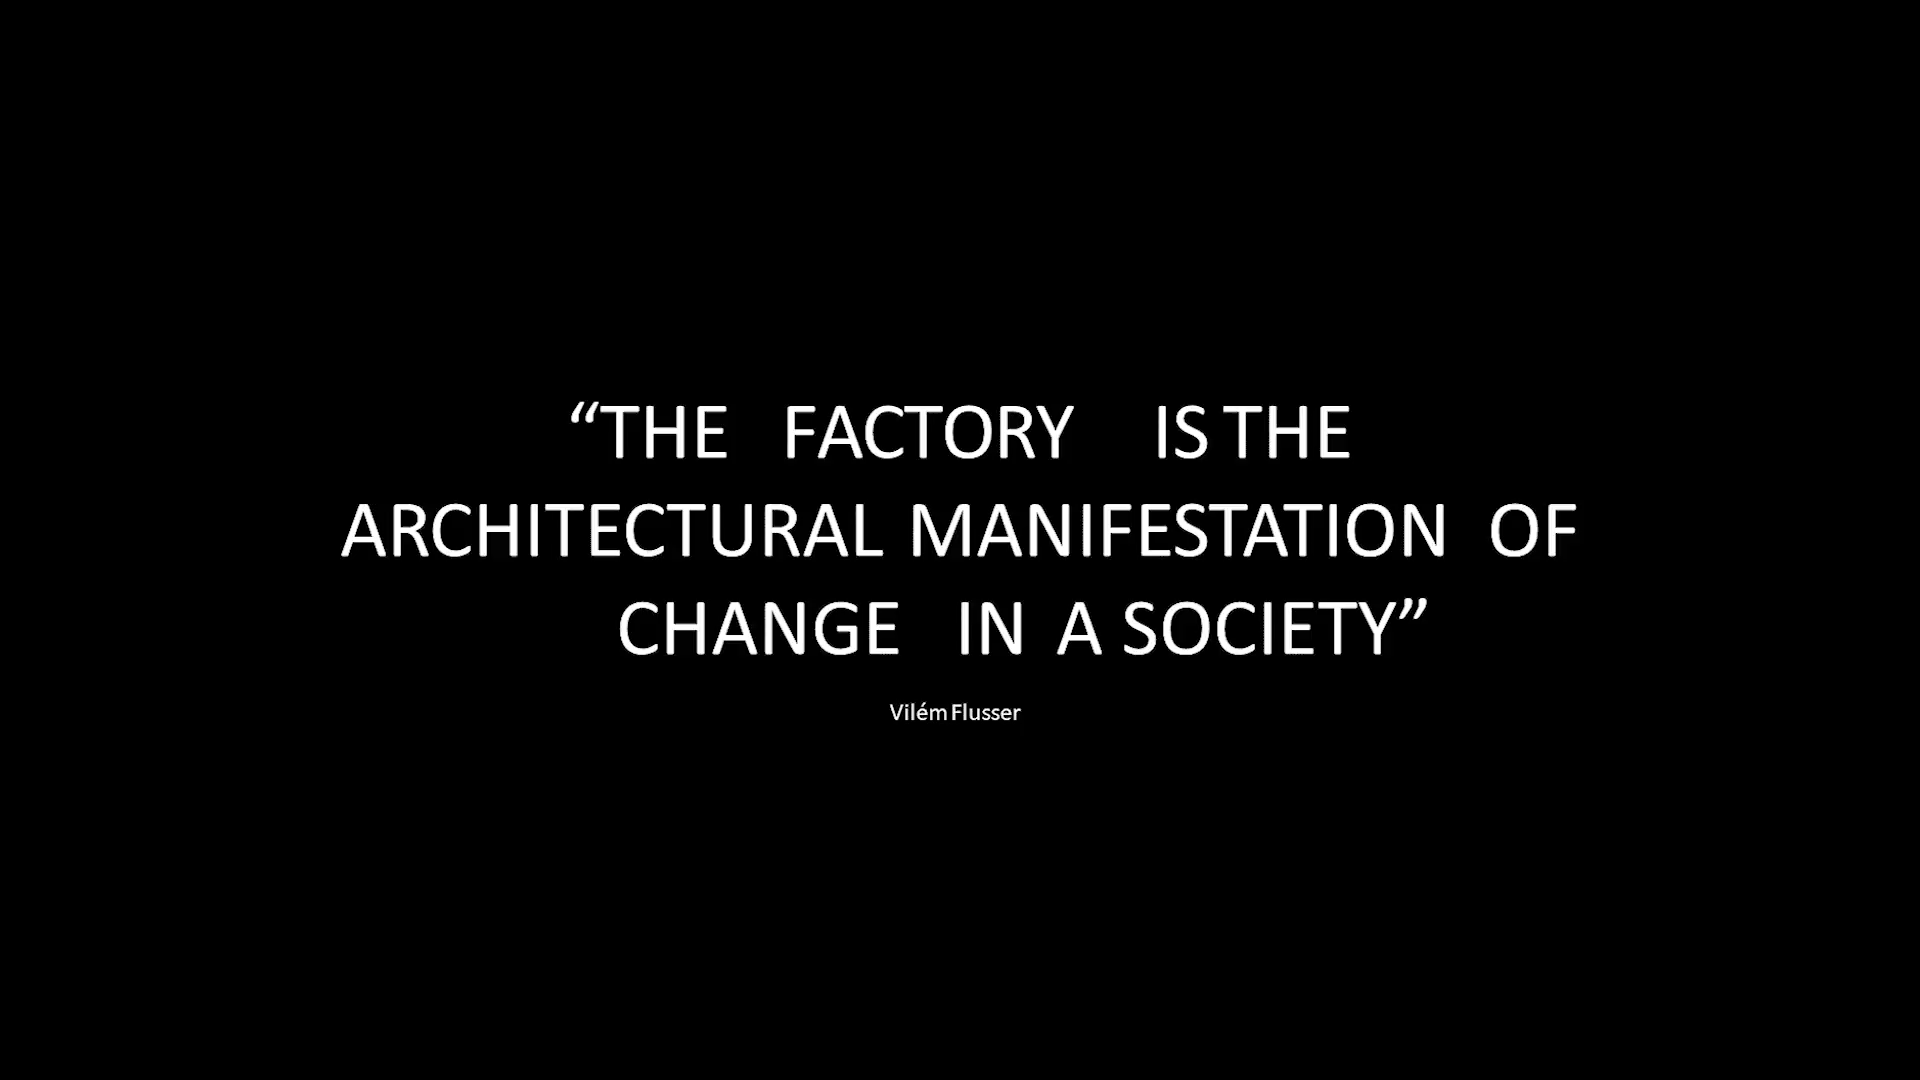 “THE FACTORY IS THE
ARCHITECTURAL MANIFESTATION OF
CHANGE IN A SOCIETY”
Vilém Flusser